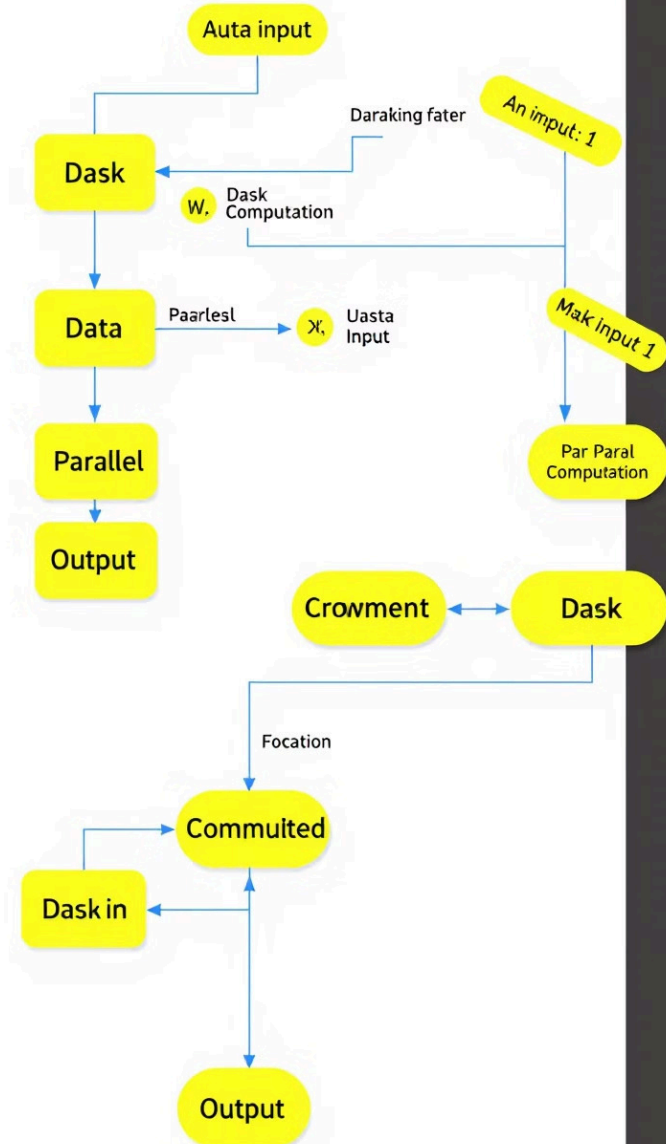 Auta input
Daraking fater
An imput: 1
Dask
W,
Dask
Computation
Data
Paarlesl
Ӿ,
Uasta
Input
Mak input 1
Parallel
Par Paral
Computation
Output
Crowment
Dask
Focation
Commuited
Dask in
Output